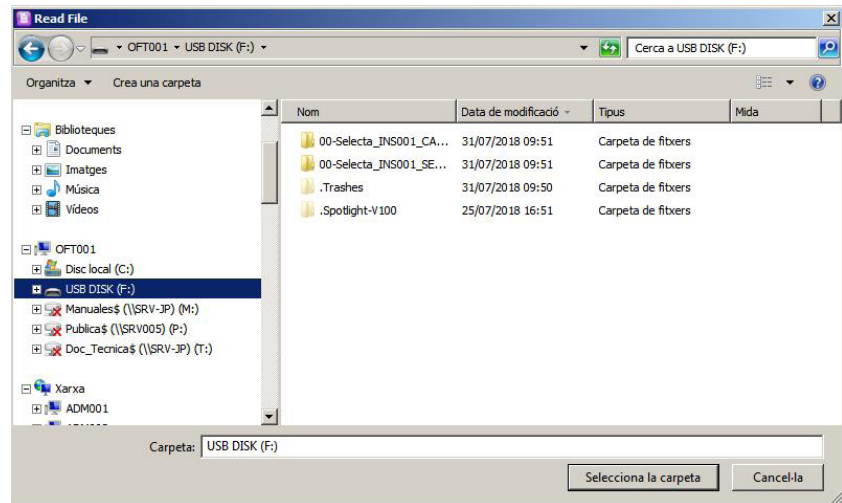 Read File
OFT001 USB DISK (F:) Cerca a USB DISK (F:)
Organitza Crea una carpeta
Nom Data de modificació Tipus Mida
00-Selecta_INS001_CA... 31/07/2018 09:51 Carpeta de fitxers
00-Selecta_INS001_SE... 31/07/2018 09:51 Carpeta de fitxers
.Trashes 31/07/2018 09:50 Carpeta de fitxers
.Spotlight-V100 25/07/2018 16:51 Carpeta de fitxers
Biblioteques
Documents
Imatges
Música
Vídeos
OFT001
Disc local (C:)
USB DISK (F:)
Manuales$ (\\SRV-JP) (M:)
Publica$ (\\SRV005) (P:)
Doc_Tecnica$ (\\SRV-JP) (T:)
Xarxa
ADM001
Carpeta: USB DISK (F:)
Selecciona la carpeta Cancel·la